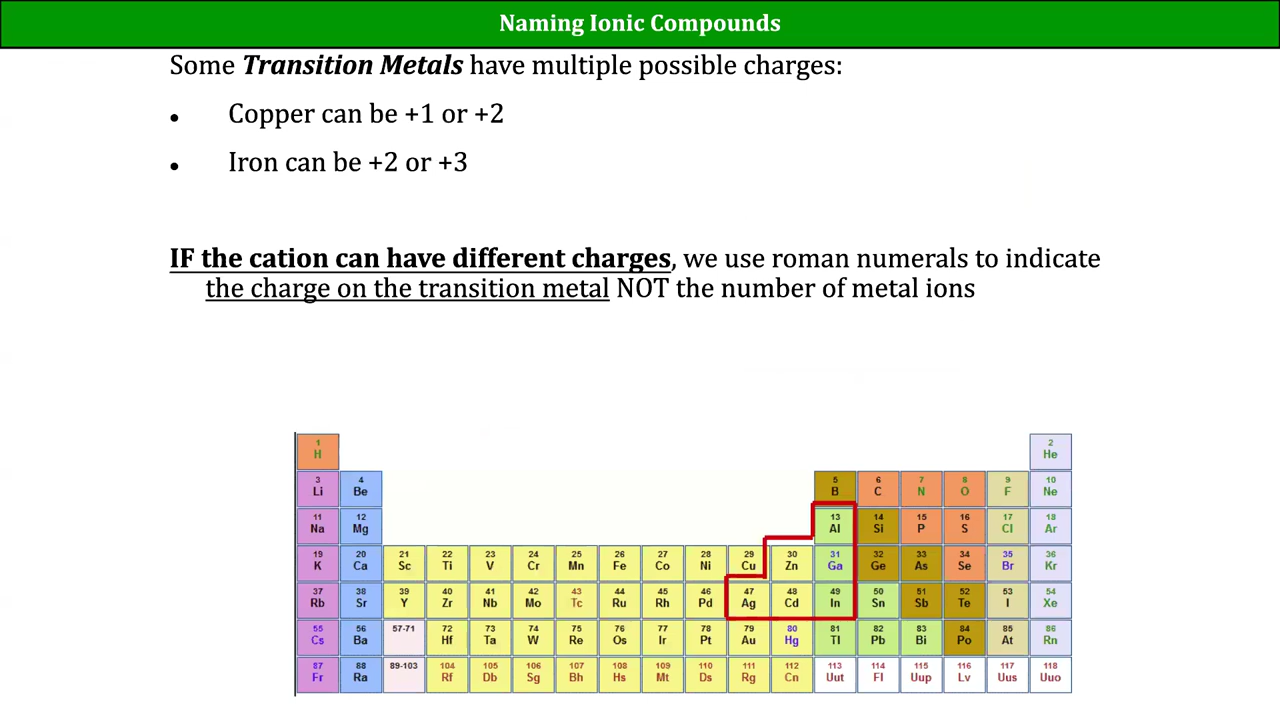 Naming Ionic Compounds
Some Transition Metals have multiple possible charges:
• Copper can be +1 or +2
• Iron can be +2 or +3
IF the cation can have different charges, we use roman numerals to indicate
the charge on the transition metal NOT the number of metal ions
1 2
H He
3 4 5 6 7 8 9 10
Li Be B C N O F Ne
11 12 13 14 15 16 17 18
Na Mg Al Si P S Cl Ar
19 20 21 22 23 24 25 26 27 28 29 30 31 32 33 34 35 36
K Ca Sc Ti V Cr Mn Fe Co Ni Cu Zn Ga Ge As Se Br Kr
37 38 39 40 41 42 43 44 45 46 47 48 49 50 51 52 53 54
Rb Sr Y Zr Nb Mo Tc Ru Rh Pd Ag Cd In Sn Sb Te I Xe
55 56 57-71 72 73 74 75 76 77 78 79 80 81 82 83 84 85 86
Cs Ba Hf Ta W Re Os Ir Pt Au Hg Tl Pb Bi Po At Rn
87 88 89-103 104 105 106 107 108 109 110 111 112 113 114 115 116 117 118
Fr Ra Rf Db Sg Bh Hs Mt Ds Rg Cn Uut Fl Uup Lv Uus Uuo